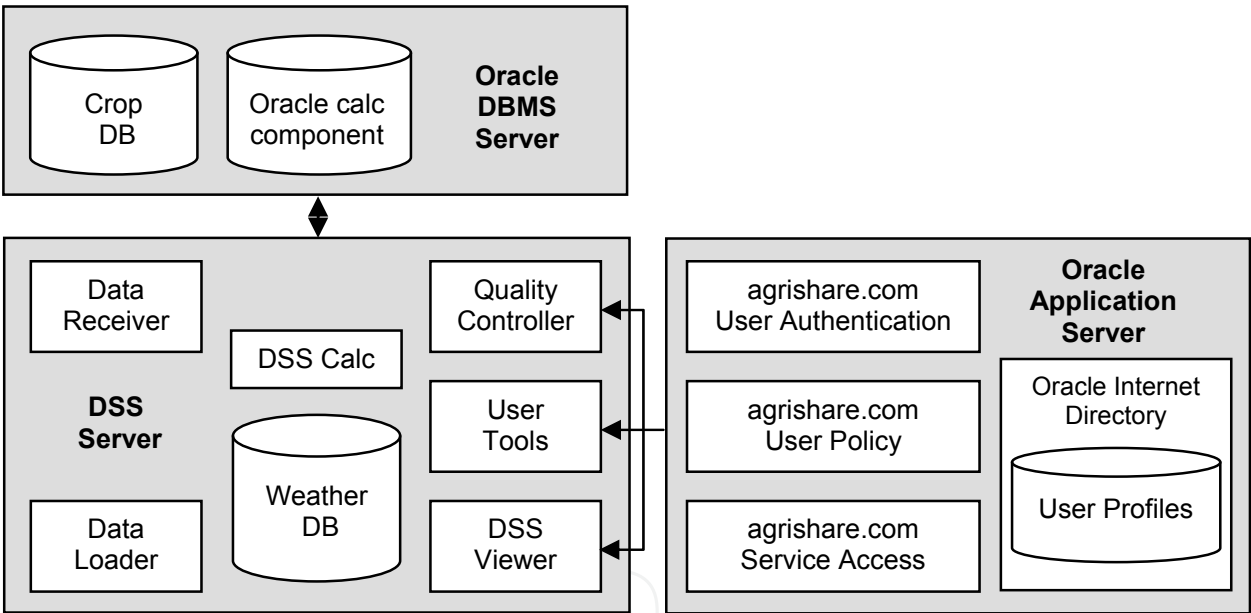 Crop
DB
Oracle calc
component
Oracle
DBMS
Server
Data
Receiver
DSS Calc
Quality
Controller
DSS
Server
User
Tools
Weather
DB
Data
Loader
DSS
Viewer
agrishare.com
User Authentication
Oracle
Application
Server
agrishare.com
User Policy
Oracle Internet
Directory
User Profiles
agrishare.com
Service Access